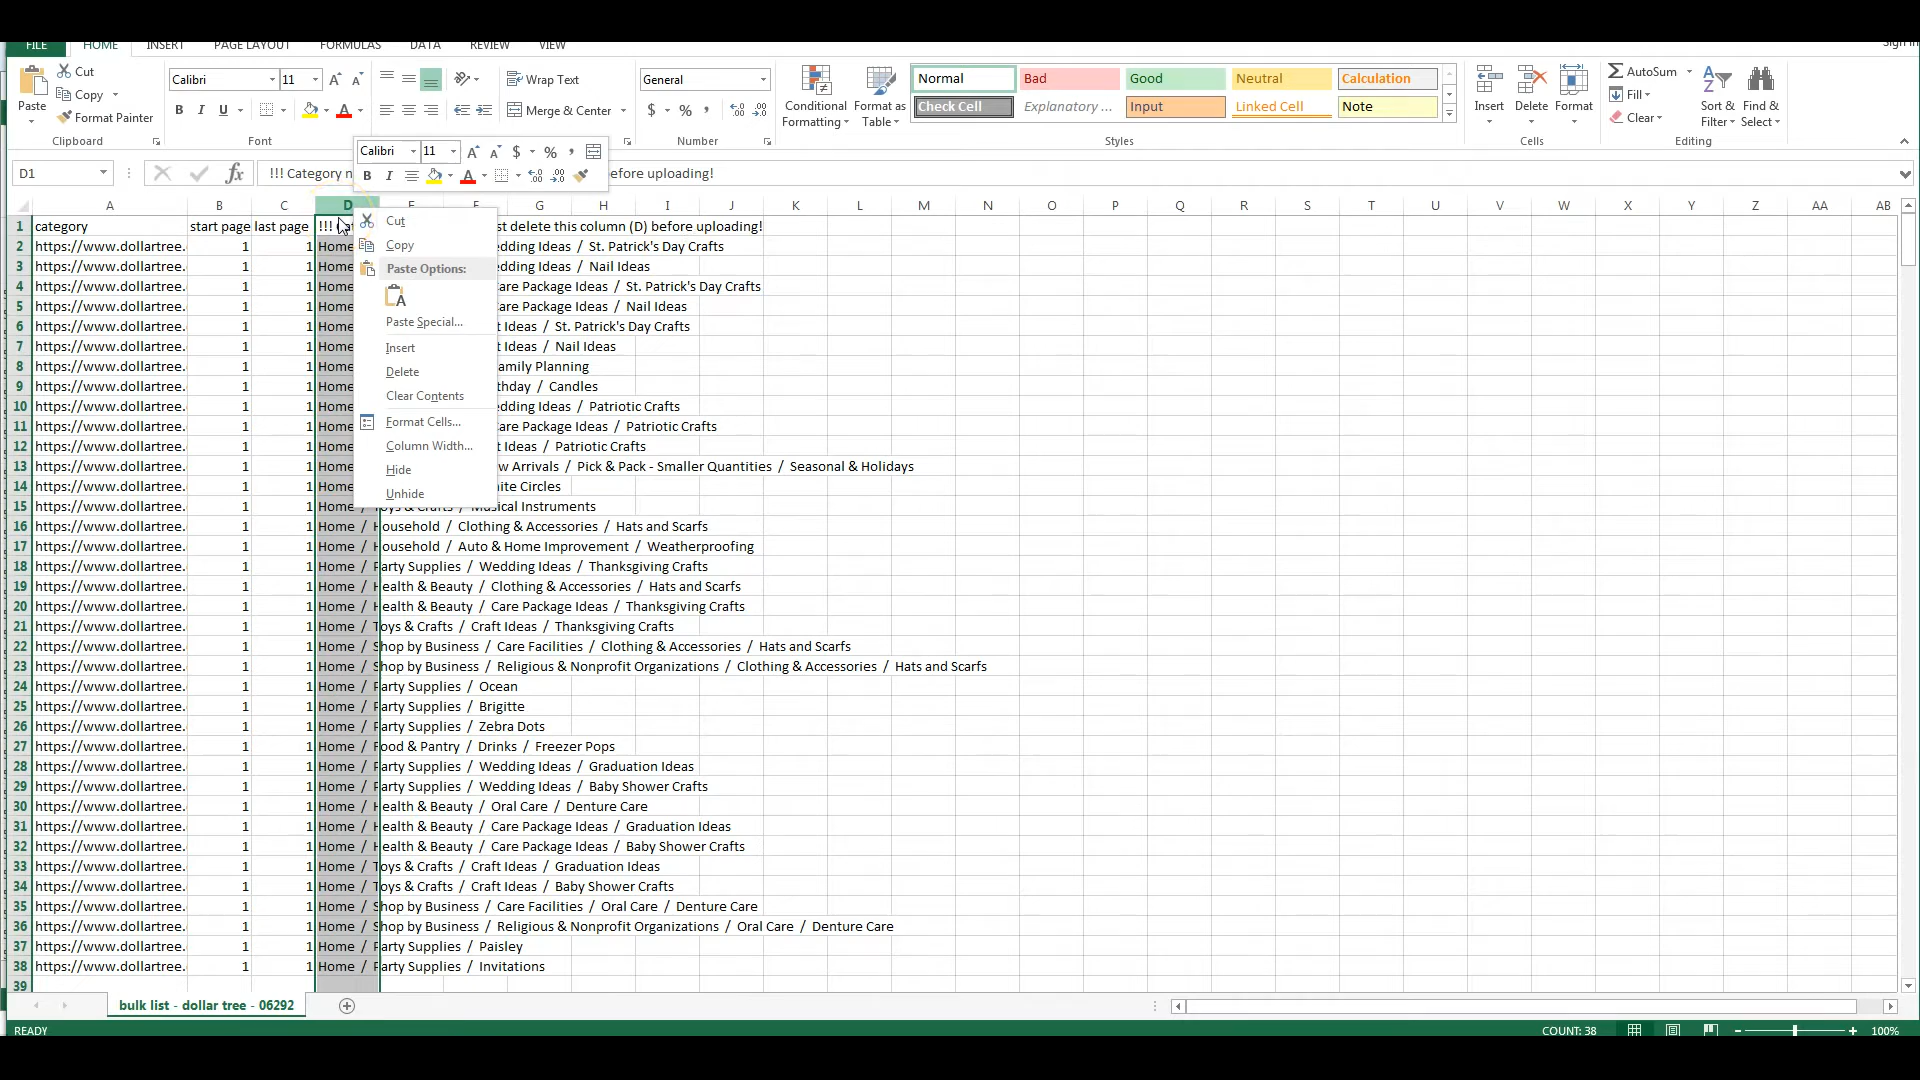 FILE HOME INSERT PAGE LAYOUT FORMULAS DATA REVIEW VIEW Sign in
Cut Calibri 11 Wrap Text General Normal Bad Good Neutral Calculation AutoSum
Paste Copy B I U Merge & Center $ % Conditional Formatting Format as Table Check Cell Explanatory ... Input Linked Cell Note Insert Delete Format Fill Sort & Filter Find & Select
Format Painter Clear
Clipboard Font Number Styles Cells Editing
Calibri 11 A A $ % ,
D1 fx !!! Category n B I A efore uploading!
A B C D E F G H I J K L M N O P Q R S T U V W X Y Z AA AB
1 category start page last page !!! st delete this column (D) before uploading!
2 https://www.dollartree. 1 1 Home edding Ideas / St. Patrick's Day Crafts
3 https://www.dollartree. 1 1 Home edding Ideas / Nail Ideas
4 https://www.dollartree. 1 1 Home are Package Ideas / St. Patrick's Day Crafts
5 https://www.dollartree. 1 1 Home are Package Ideas / Nail Ideas
6 https://www.dollartree. 1 1 Home t Ideas / St. Patrick's Day Crafts
7 https://www.dollartree. 1 1 Home t Ideas / Nail Ideas
8 https://www.dollartree. 1 1 Home amily Planning
9 https://www.dollartree. 1 1 Home thday / Candles
10 https://www.dollartree. 1 1 Home edding Ideas / Patriotic Crafts
11 https://www.dollartree. 1 1 Home are Package Ideas / Patriotic Crafts
12 https://www.dollartree. 1 1 Home t Ideas / Patriotic Crafts
13 https://www.dollartree. 1 1 Home w Arrivals / Pick & Pack - Smaller Quantities / Seasonal & Holidays
14 https://www.dollartree. 1 1 Home ite Circles
15 https://www.dollartree. 1 1 Home / Toys & Crafts / Musical Instruments
16 https://www.dollartree. 1 1 Home / Household / Clothing & Accessories / Hats and Scarfs
17 https://www.dollartree. 1 1 Home / Household / Auto & Home Improvement / Weatherproofing
18 https://www.dollartree. 1 1 Home / Party Supplies / Wedding Ideas / Thanksgiving Crafts
19 https://www.dollartree. 1 1 Home / Health & Beauty / Clothing & Accessories / Hats and Scarfs
20 https://www.dollartree. 1 1 Home / Health & Beauty / Care Package Ideas / Thanksgiving Crafts
21 https://www.dollartree. 1 1 Home / Toys & Crafts / Craft Ideas / Thanksgiving Crafts
22 https://www.dollartree. 1 1 Home / Shop by Business / Care Facilities / Clothing & Accessories / Hats and Scarfs
23 https://www.dollartree. 1 1 Home / Shop by Business / Religious & Nonprofit Organizations / Clothing & Accessories / Hats and Scarfs
24 https://www.dollartree. 1 1 Home / Party Supplies / Ocean
25 https://www.dollartree. 1 1 Home / Party Supplies / Brigitte
26 https://www.dollartree. 1 1 Home / Party Supplies / Zebra Dots
27 https://www.dollartree. 1 1 Home / Food & Pantry / Drinks / Freezer Pops
28 https://www.dollartree. 1 1 Home / Party Supplies / Wedding Ideas / Graduation Ideas
29 https://www.dollartree. 1 1 Home / Party Supplies / Wedding Ideas / Baby Shower Crafts
30 https://www.dollartree. 1 1 Home / Health & Beauty / Oral Care / Denture Care
31 https://www.dollartree. 1 1 Home / Health & Beauty / Care Package Ideas / Graduation Ideas
32 https://www.dollartree. 1 1 Home / Health & Beauty / Care Package Ideas / Baby Shower Crafts
33 https://www.dollartree. 1 1 Home / Toys & Crafts / Craft Ideas / Graduation Ideas
34 https://www.dollartree. 1 1 Home / Toys & Crafts / Craft Ideas / Baby Shower Crafts
35 https://www.dollartree. 1 1 Home / Shop by Business / Care Facilities / Oral Care / Denture Care
36 https://www.dollartree. 1 1 Home / Shop by Business / Religious & Nonprofit Organizations / Oral Care / Denture Care
37 https://www.dollartree. 1 1 Home / Party Supplies / Paisley
38 https://www.dollartree. 1 1 Home / Party Supplies / Invitations
39
Cut
Copy
Paste Options:
Paste Special...
Insert
Delete
Clear Contents
Format Cells...
Column Width...
Hide
Unhide
bulk list - dollar tree - 06292
READY COUNT: 38 100%